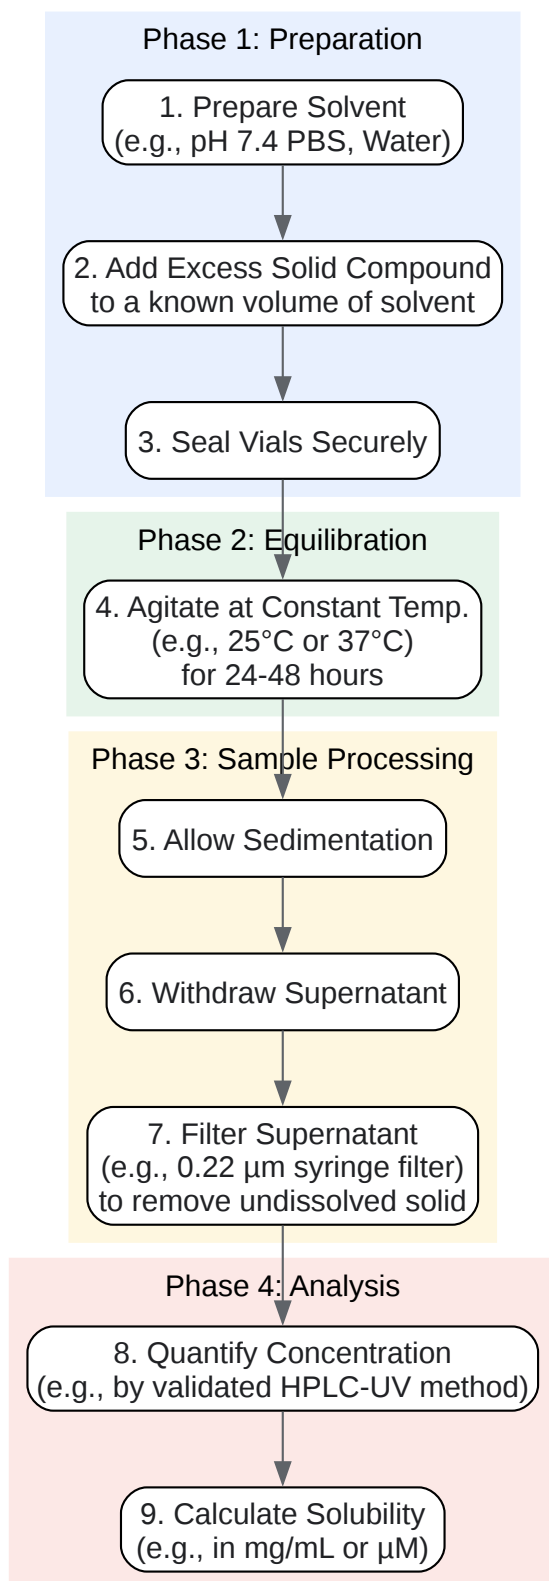 Phase 1: Preparation
1. Prepare Solvent
(e.g., pH 7.4 PBS, Water)
2. Add Excess Solid Compound
to a known volume of solvent
3. Seal Vials Securely
Phase 2: Equilibration
4. Agitate at Constant Temp.
(e.g., 25°C or 37°C)
for 24-48 hours
Phase 3: Sample Processing
5. Allow Sedimentation
6. Withdraw Supernatant
7. Filter Supernatant
(e.g., 0.22 µm syringe filter)
to remove undissolved solid
Phase 4: Analysis
8. Quantify Concentration
(e.g., by validated HPLC-UV method)
9. Calculate Solubility
(e.g., in mg/mL or µM)